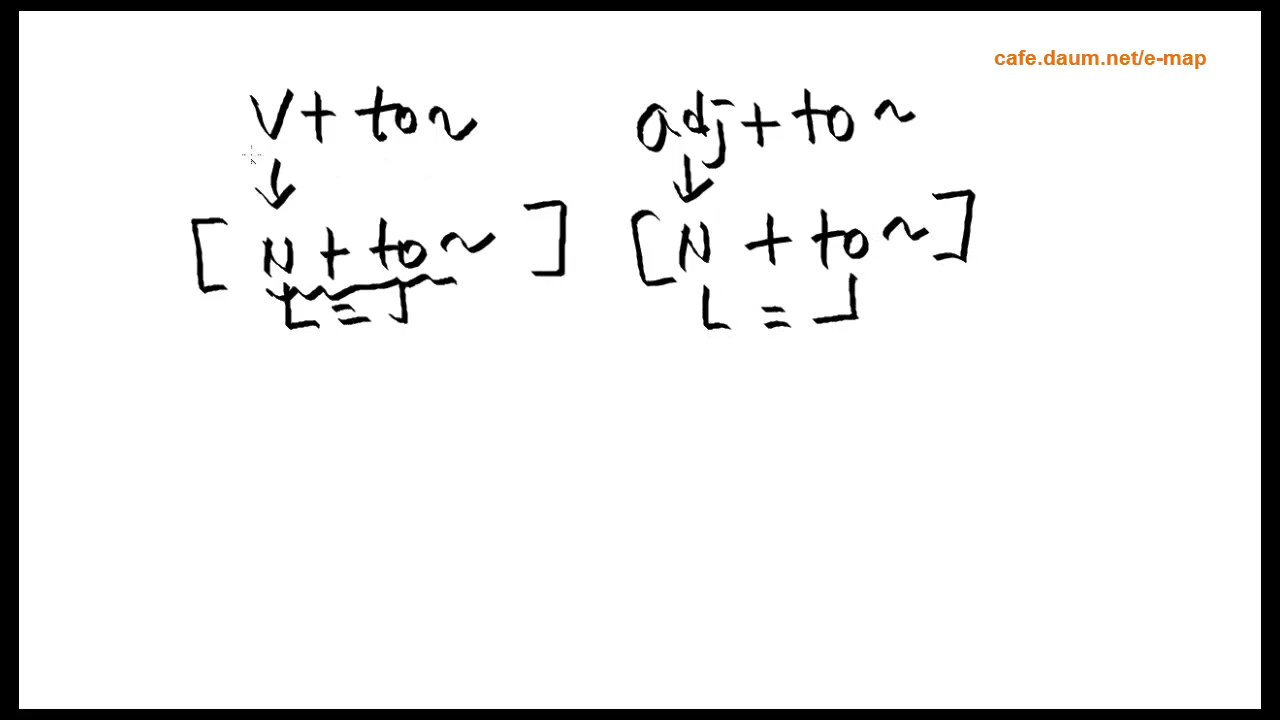 cafe.daum.net/e-map
V + to ~ adj + to ~
[ N + to ~ ] [ N + to ~ ]
= =